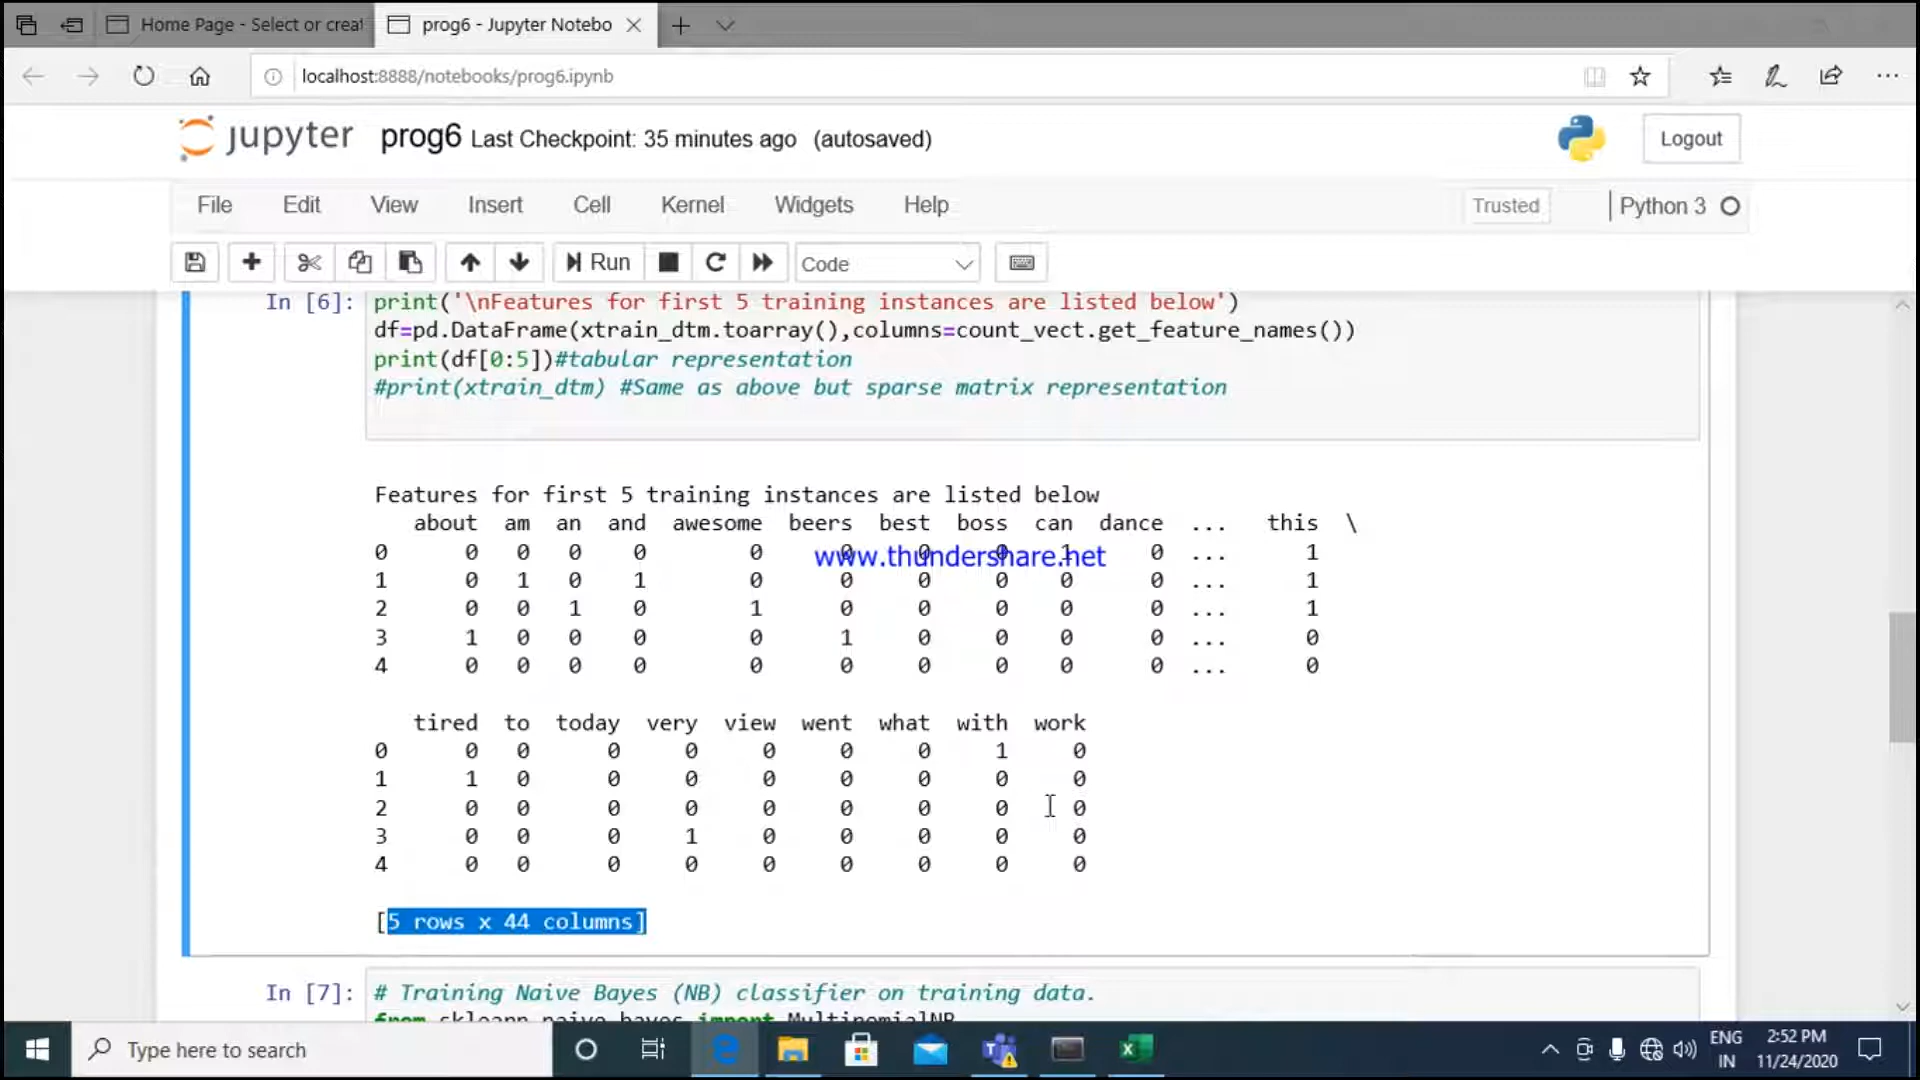 Home Page - Select or creat
prog6 - Jupyter Notebo
localhost:8888/notebooks/prog6.ipynb
jupyter prog6 Last Checkpoint: 35 minutes ago (autosaved)
Logout
File Edit View Insert Cell Kernel Widgets Help
Trusted
Python 3
Run
Code
In [6]: print('\nFeatures for first 5 training instances are listed below')
df=pd.DataFrame(xtrain_dtm.toarray(),columns=count_vect.get_feature_names())
print(df[0:5])#tabular representation
#print(xtrain_dtm) #Same as above but sparse matrix representation
Features for first 5 training instances are listed below
about am an and awesome beers best boss can dance ... this \
0 0 0 0 0 0 0 0 0 1 0 ... 1
www.thundershare.net
1 0 1 0 1 0 0 0 0 0 0 ... 1
2 0 0 1 0 1 0 0 0 0 0 ... 1
3 1 0 0 0 0 1 0 0 0 0 ... 0
4 0 0 0 0 0 0 0 0 0 0 ... 0
tired to today very view went what with work
0 0 0 0 0 0 0 0 1 0
1 1 0 0 0 0 0 0 0 0
2 0 0 0 0 0 0 0 0 0
3 0 0 0 1 0 0 0 0 0
4 0 0 0 0 0 0 0 0 0
[5 rows x 44 columns]
In [7]: # Training Naive Bayes (NB) classifier on training data.
from sklearn.naive_bayes import MultinomialNB
Type here to search
ENG
IN
2:52 PM
11/24/2020